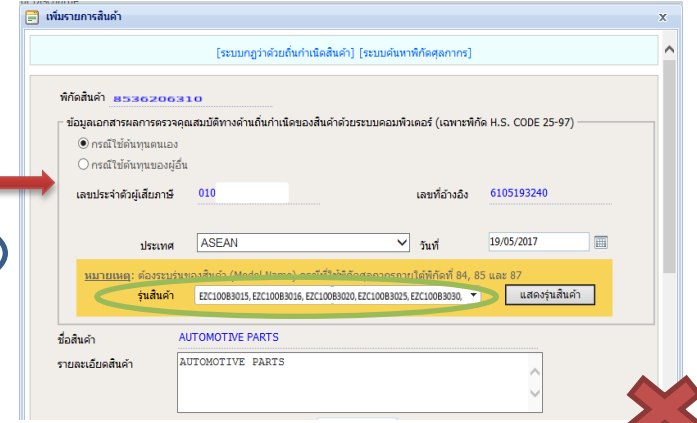 เพิ่มรายการสินค้า x
[ระบบกฎว่าด้วยถิ่นกำเนิดสินค้า] [ระบบค้นหาพิกัดศุลกากร]
พิกัดสินค้า 8536206310
ข้อมูลเอกสารผลการตรวจคุณสมบัติทางด้านถิ่นกำเนิดของสินค้าด้วยระบบคอมพิวเตอร์ (เฉพาะพิกัด H.S. CODE 25-97)
กรณีใช้ต้นทุนตนเอง
กรณีใช้ต้นทุนของผู้อื่น
เลขประจำตัวผู้เสียภาษี 010 เลขที่อ้างอิง 6105193240
ประเทศ ASEAN วันที่ 19/05/2017
หมายเหตุ: ต้องระบุรุ่นของสินค้า (Model Name) กรณีที่ใช้พิกัดศุลกากรภายใต้พิกัดที่ 84, 85 และ 87
รุ่นสินค้า EZC100B3015, EZC100B3016, EZC100B3020, EZC100B3025, EZC100B3030, แสดงรุ่นสินค้า
ชื่อสินค้า AUTOMOTIVE PARTS
รายละเอียดสินค้า AUTOMOTIVE PARTS